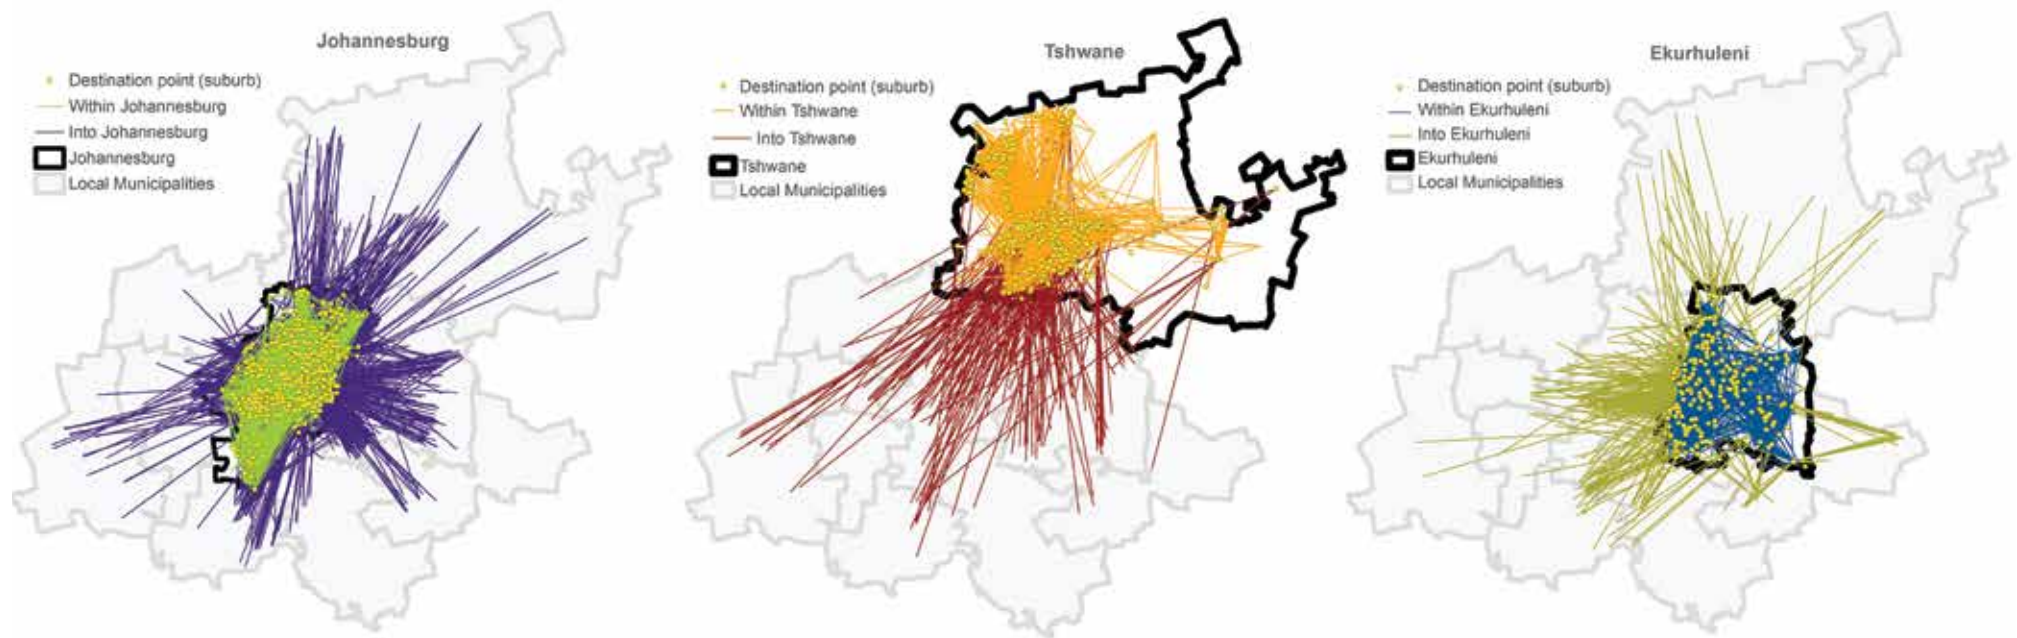 Johannesburg
Destination point (suburb)
Within Johannesburg
Into Johannesburg
Johannesburg
Local Municipalities
Tshwane
Destination point (suburb)
Within Tshwane
Into Tshwane
Tshwane
Local Municipalities
Ekurhuleni
Destination point (suburb)
Within Ekurhuleni
Into Ekurhuleni
Ekurhuleni
Local Municipalities